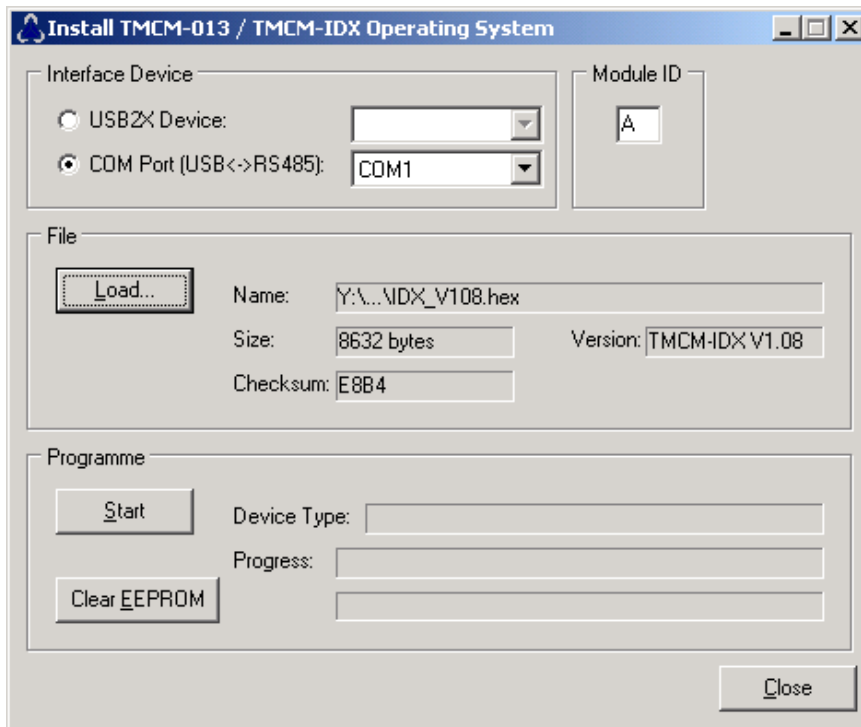 Install TMCM-013 / TMCM-IDX Operating System
Interface Device
Module ID
USB2X Device:
A
COM Port (USB<->RS485):
COM1
File
Load...
Name:
Y:\...\IDX_V108.hex
Size:
8632 bytes
Version:
TMCM-IDX V1.08
Checksum:
E8B4
Programme
Start
Device Type:
Progress:
Clear EEPROM
Close